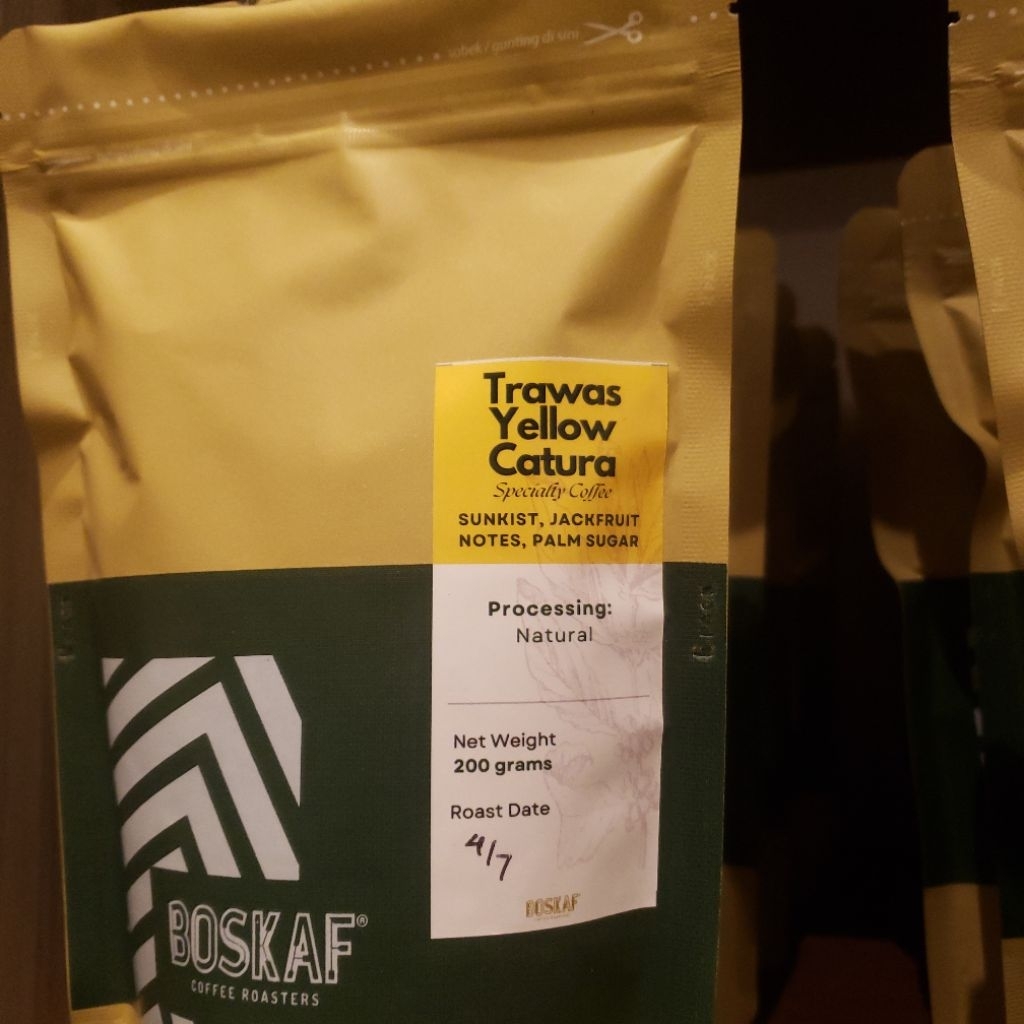 sobek / gunting di sini
Trawas
Yellow
Catura
Specialty Coffee
SUNKIST, JACKFRUIT
NOTES, PALM SUGAR
Processing:
Natural
Net Weight
200 grams
Roast Date
4/7
BOSKAF
BOSKAF®
COFFEE ROASTERS